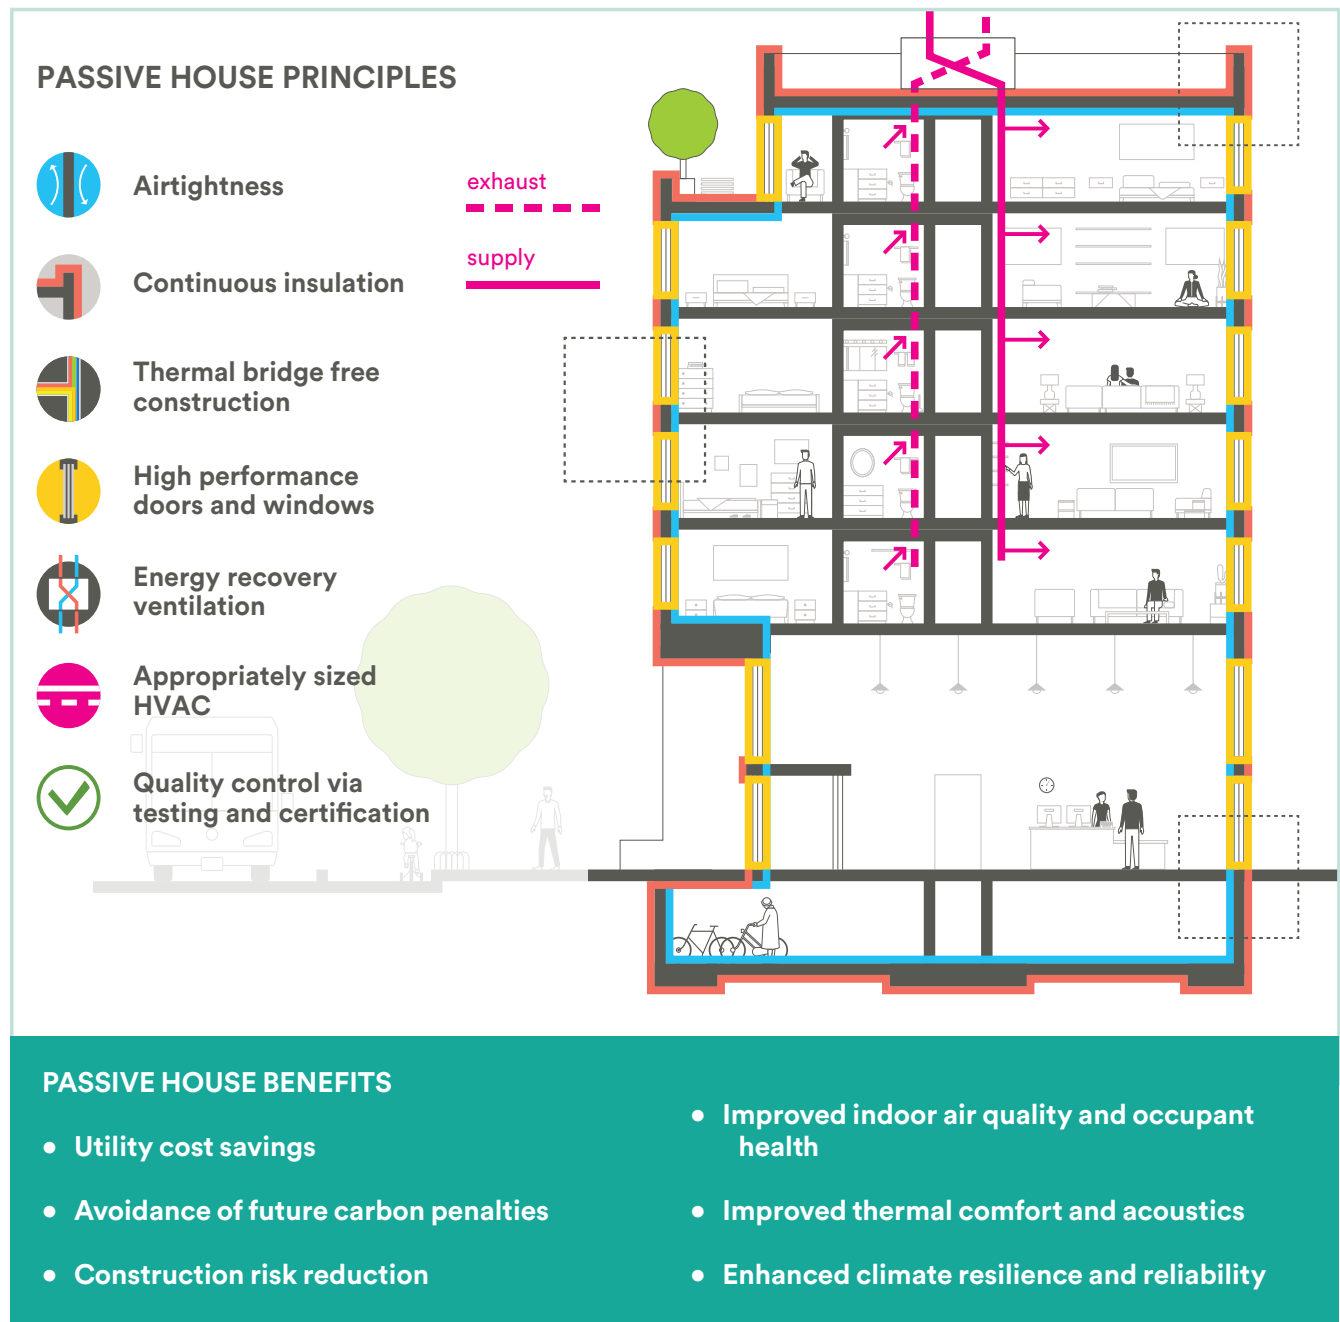 PASSIVE HOUSE PRINCIPLES
Airtightness
Continuous insulation
Thermal bridge free
construction
High performance
doors and windows
Energy recovery
ventilation
Appropriately sized
HVAC
Quality control via
testing and certification
exhaust
supply
PASSIVE HOUSE BENEFITS
• Utility cost savings
• Avoidance of future carbon penalties
• Construction risk reduction
• Improved indoor air quality and occupant
health
• Improved thermal comfort and acoustics
• Enhanced climate resilience and reliability